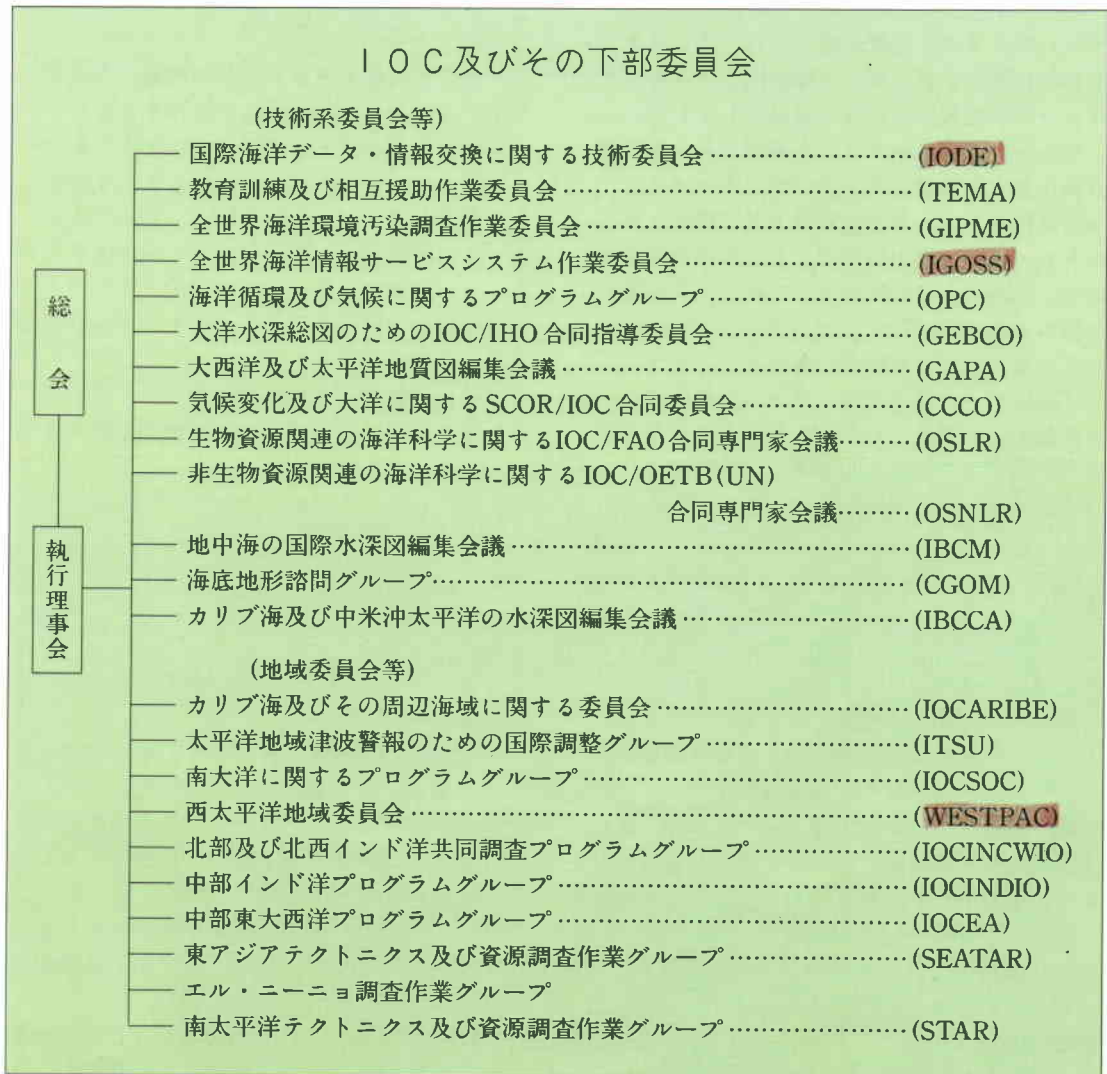 IOC及びその下部委員会
(技術系委員会等)
国際海洋データ・情報交換に関する技術委員会……………………(IODE)
教育訓練及び相互援助作業委員会……………………………………(TEMA)
全世界海洋環境汚染調査作業委員会…………………………………(GIPME)
全世界海洋情報サービスシステム作業委員会………………………(IGOSS)
海洋循環及び気候に関するプログラムグループ……………………(OPC)
大洋水深総図のためのIOC/IHO合同指導委員会……………………(GEBCO)
大西洋及び太平洋地質図編集会議……………………………………(GAPA)
気候変化及び大洋に関するSCOR/IOC合同委員会…………………(CCCO)
生物資源関連の海洋科学に関するIOC/FAO合同専門家会議………(OSLR)
非生物資源関連の海洋科学に関するIOC/OETB(UN)
合同専門家会議………(OSNLR)
地中海の国際水深図編集会議…………………………………………(IBCM)
海底地形諮問グループ…………………………………………………(CGOM)
カリブ海及び中米沖太平洋の水深図編集会議………………………(IBCCA)
(地域委員会等)
カリブ海及びその周辺海域に関する委員会…………………………(IOCARIBE)
太平洋地域津波警報のための国際調整グループ……………………(ITSU)
南大洋に関するプログラムグループ…………………………………(IOCSOC)
西太平洋地域委員会……………………………………………………(WESTPAC)
北部及び北西インド洋共同調査プログラムグループ………………(IOCINCWIO)
中部インド洋プログラムグループ……………………………………(IOCINDIO)
中部東大西洋プログラムグループ……………………………………(IOCEA)
東アジアテクトニクス及び資源調査作業グループ…………………(SEATAR)
エル・ニーニョ調査作業グループ
南太平洋テクトニクス及び資源調査作業グループ…………………(STAR)
総会
執行理事会